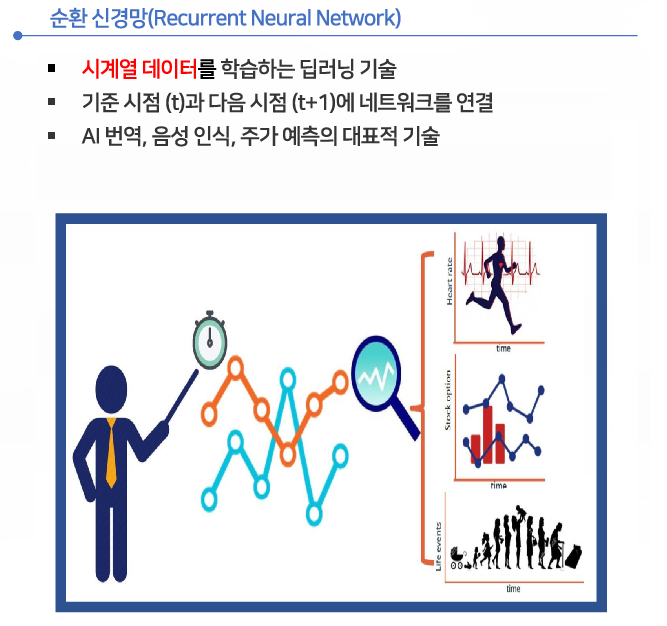 순환 신경망(Recurrent Neural Network)
시계열 데이터를 학습하는 딥러닝 기술
기준 시점 (t)과 다음 시점 (t+1)에 네트워크를 연결
AI 번역, 음성 인식, 주가 예측의 대표적 기술
Heart rate
time
Stock option
time
Life events
time